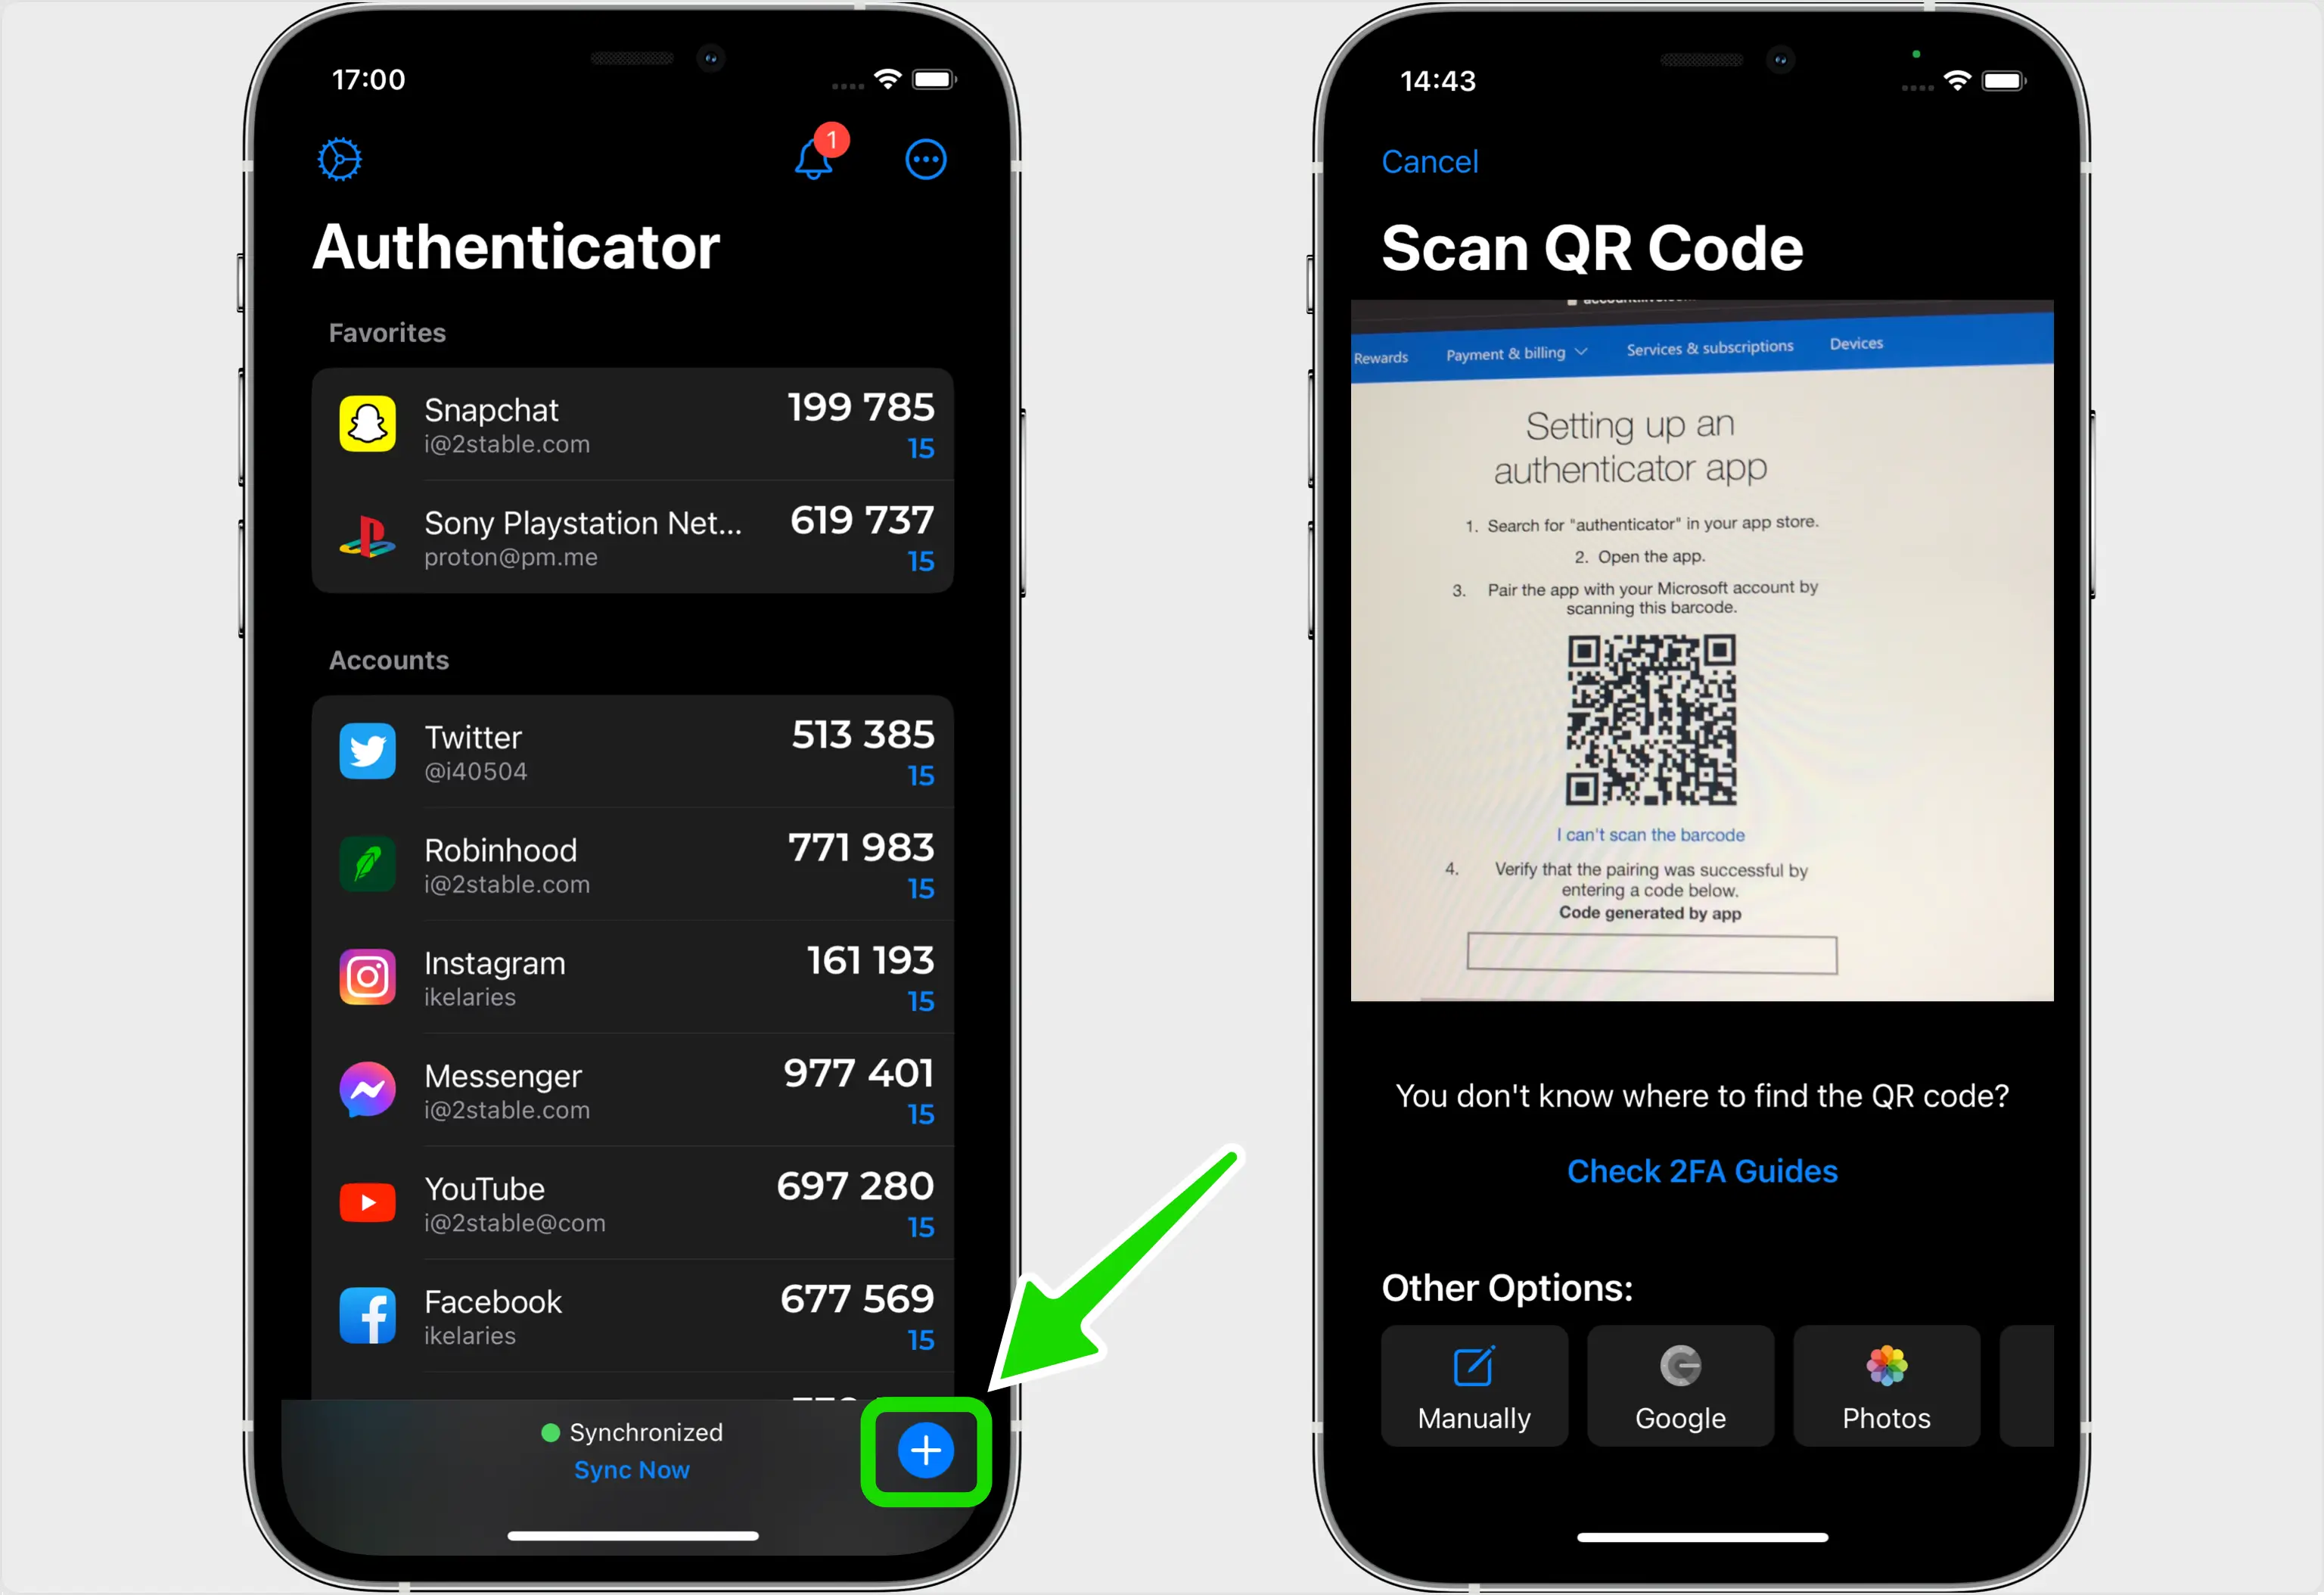 17:00
1
Authenticator
Favorites
Snapchat
199 785
i@2stable.com
15
Sony Playstation Net...
619 737
proton@pm.me
15
Accounts
Twitter
513 385
@i40504
15
Robinhood
771 983
i@2stable.com
15
Instagram
161 193
ikelaries
15
Messenger
977 401
i@2stable.com
15
YouTube
697 280
i@2stable@com
15
Facebook
677 569
ikelaries
15
Synchronized
Sync Now
14:43
Cancel
Scan QR Code
Rewards
Payment & billing
Services & subscriptions
Devices
Setting up an
authenticator app
1. Search for "authenticator" in your app store.
2. Open the app.
3. Pair the app with your Microsoft account by
scanning this barcode.
I can't scan the barcode
4. Verify that the pairing was successful by
entering a code below.
Code generated by app
You don't know where to find the QR code?
Check 2FA Guides
Other Options:
Manually
Google
Photos